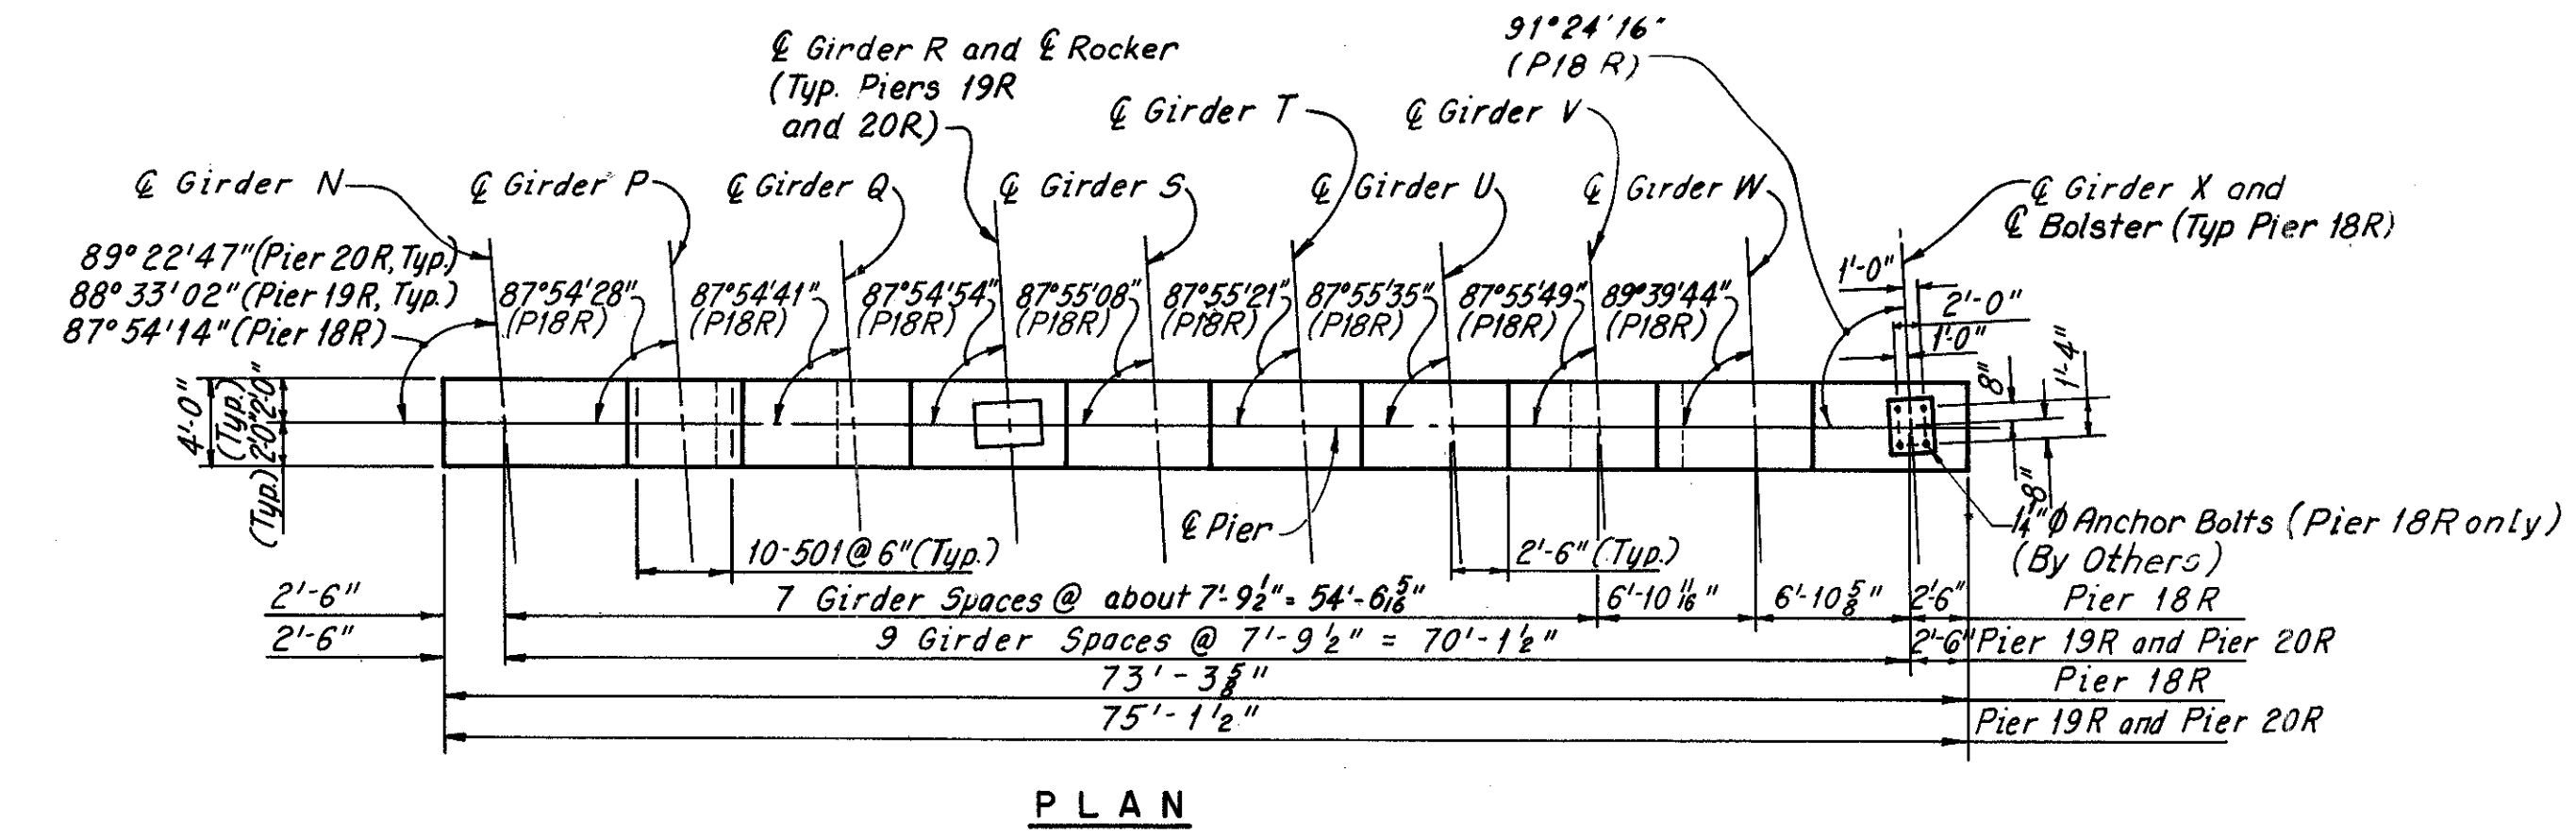 91°24'16"
(P18 R)
℄ Girder R and ℄ Rocker
(Typ. Piers 19R
and 20R)
℄ Girder T
℄ Girder V
℄ Girder N
℄ Girder P
℄ Girder Q
℄ Girder S
℄ Girder U
℄ Girder W
℄ Girder X and
℄ Bolster (Typ Pier 18R)
89°22'47" (Pier 20R, Typ.)
88°33'02" (Pier 19R, Typ.)
87°54'14" (Pier 18R)
87°54'28"
(P18R)
87°54'41"
(P18R)
87°54'54"
(P18R)
87°55'08"
(P18R)
87°55'21"
(P18R)
87°55'35"
(P18R)
87°55'49"
(P18R)
89°39'44"
(P18R)
1'-0"
2'-0"
1'-0"
8"
1'-4"
8"
4'-0"
(Typ.)
2'-0"
2'-0"
(Typ.)
℄ Pier
1¼"ϕ Anchor Bolts (Pier 18R only)
(By Others)
10-501 @ 6" (Typ.)
2'-6" (Typ.)
2'-6"
7 Girder Spaces @ about 7'-9½" = 54'-6 5/16"
6'-10 11/16"
6'-10 5/8"
2'6"
Pier 18R
2'-6"
9 Girder Spaces @ 7'-9 ½" = 70'-1 ½"
2'-6"
Pier 19R and Pier 20R
73'-3 5/8"
Pier 18R
75'-1 ½"
Pier 19R and Pier 20R
PLAN